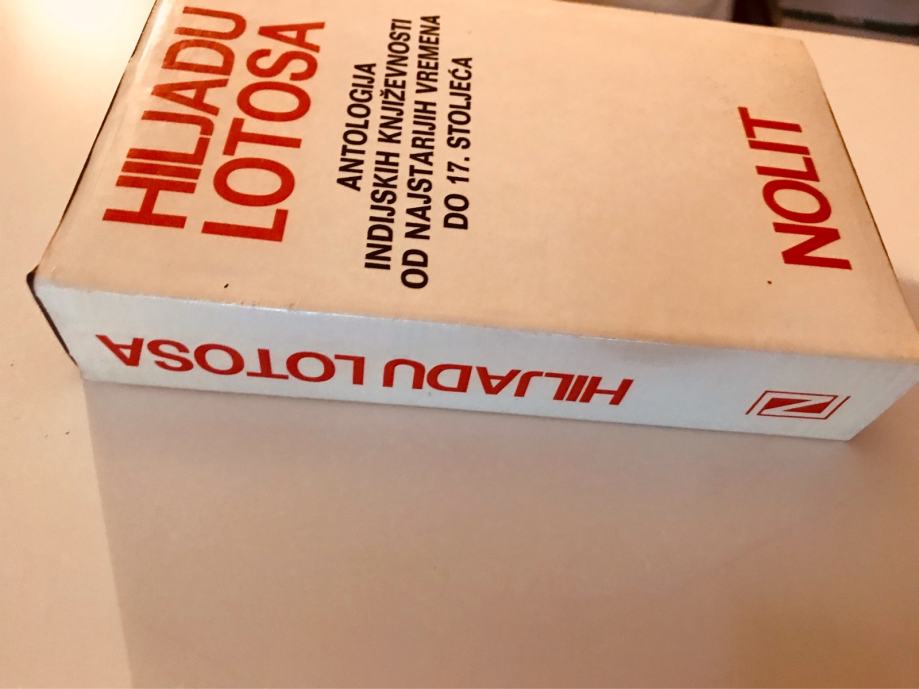 HILJADU
LOTOSA
ANTOLOGIJA
INDIJSKIH KNJIŽEVNOSTI
OD NAJSTARIJIH VREMENA
DO 17. STOLJEĆA
NOLIT
HILJADU LOTOSA
N